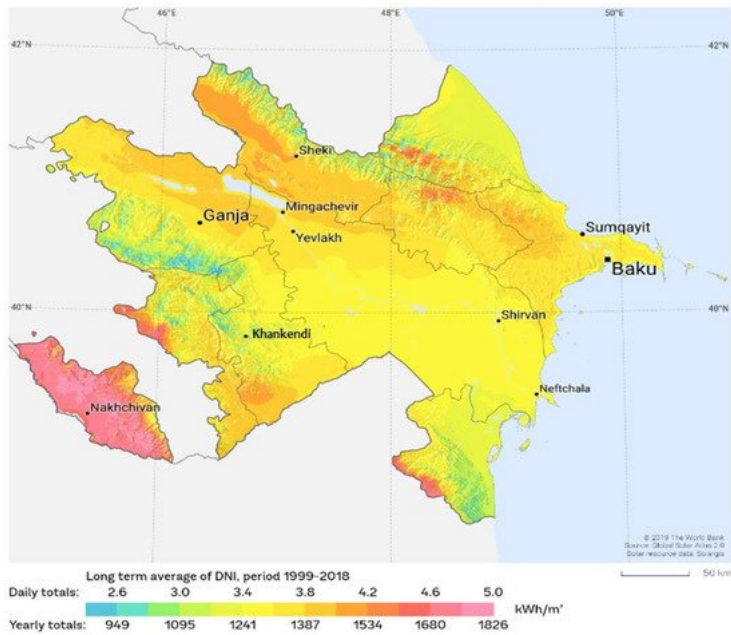 46°E 48°E 50°E
42°N 42°N
Sheki
Mingachevir
Ganja
Yevlakh
Sumqayit
Baku
40°N 40°N
Shirvan
Khankendi
Neftchala
Nakhchivan
© 2019 The World Bank
Source: Global Solar Atlas 2.0
Solar resource data: Solargis
50 km
Long term average of DNI, period 1999-2018
Daily totals: 2.6 3.0 3.4 3.8 4.2 4.6 5.0
kWh/m²
Yearly totals: 949 1095 1241 1387 1534 1680 1826